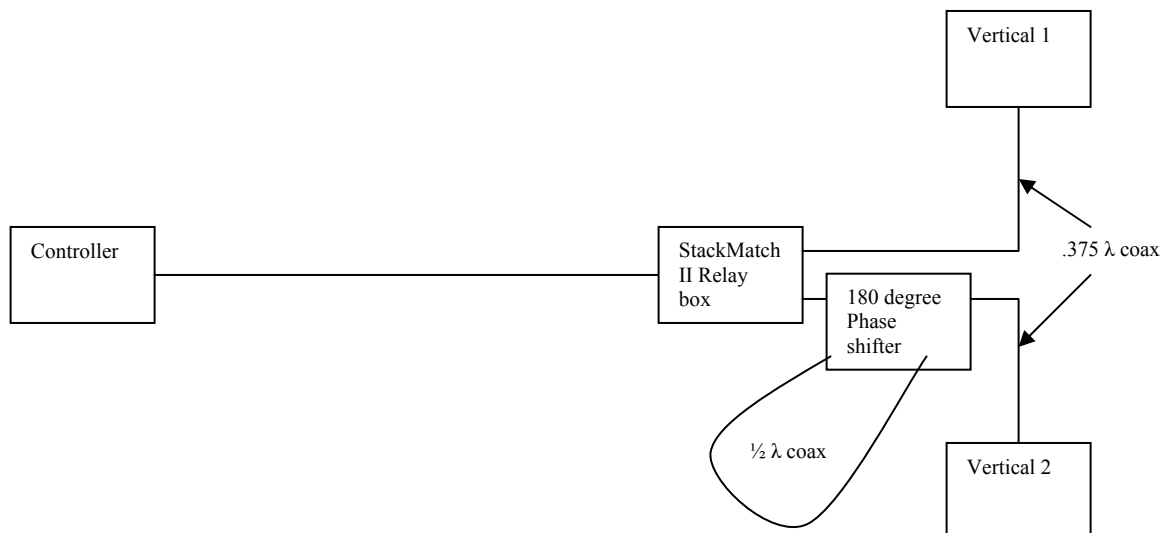 Vertical 1
Controller
StackMatch
II Relay
box
.375 λ coax
180 degree
Phase
shifter
½ λ coax
Vertical 2